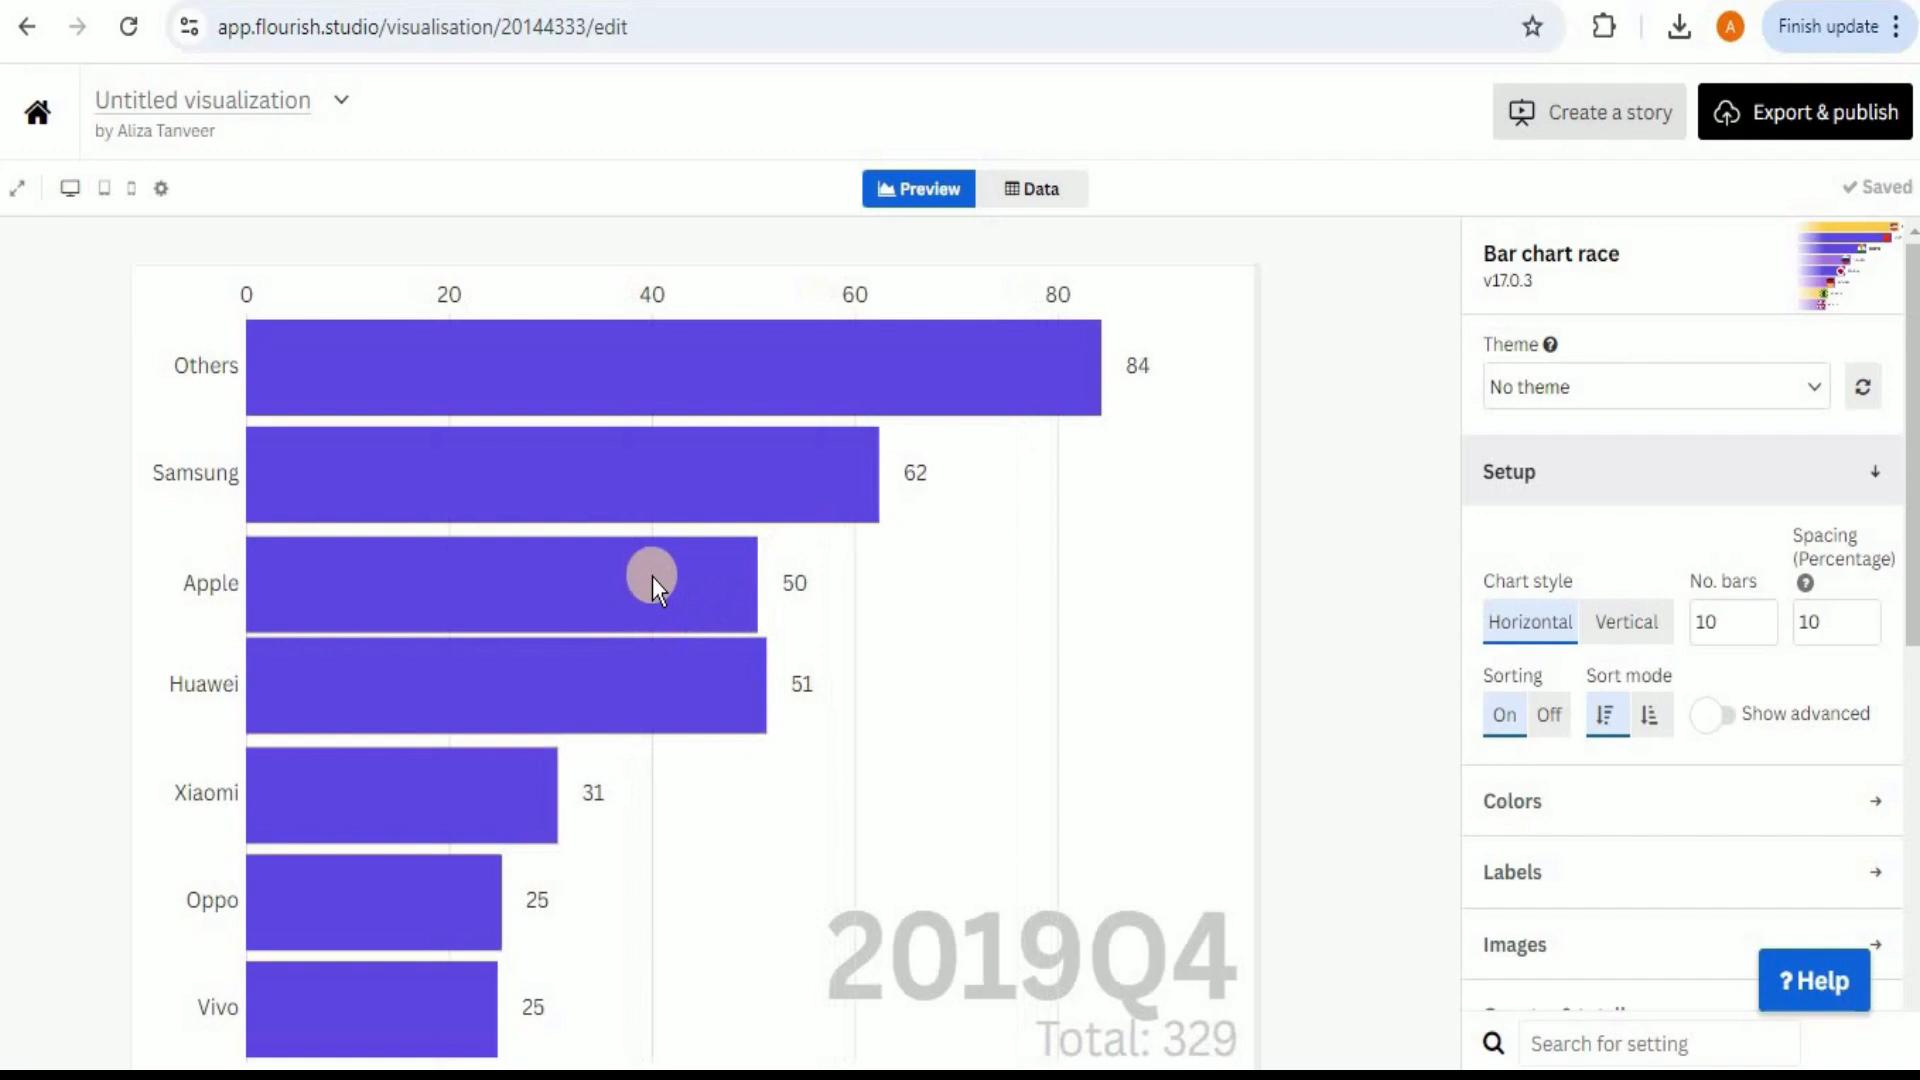 app.flourish.studio/visualisation/20144333/edit
A
Finish update
Untitled visualization
by Aliza Tanveer
Create a story
Export & publish
Preview
Data
Saved
Bar chart race
v17.0.3
Theme
No theme
Setup
Chart style
No. bars
Spacing
(Percentage)
Horizontal
Vertical
10
10
Sorting
Sort mode
On
Off
Show advanced
Colors
Labels
Images
? Help
Search for setting
0 20 40 60 80
Others 84
Samsung 62
Apple 50
Huawei 51
Xiaomi 31
Oppo 25
Vivo 25
2019Q4
Total: 329